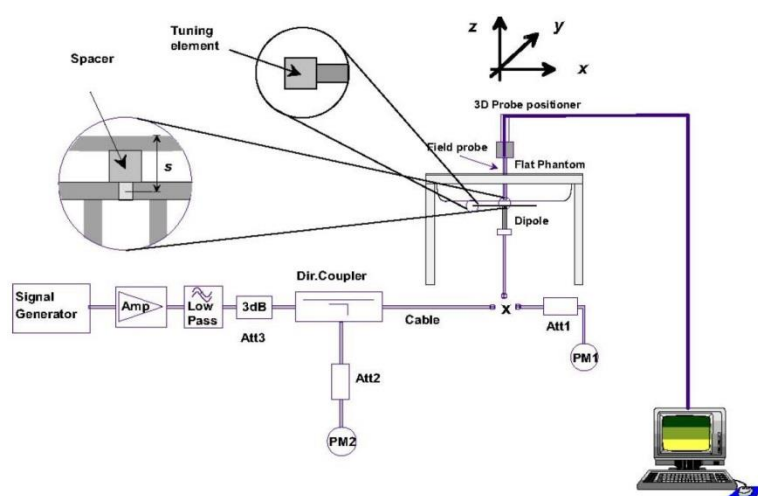 Tuning
element
Spacer
s
z
y
x
3D Probe positioner
Field probe
Flat Phantom
Dipole
Signal
Generator
Amp
Low
Pass
3dB
Att3
Dir.Coupler
Cable
X
Att1
PM1
Att2
PM2